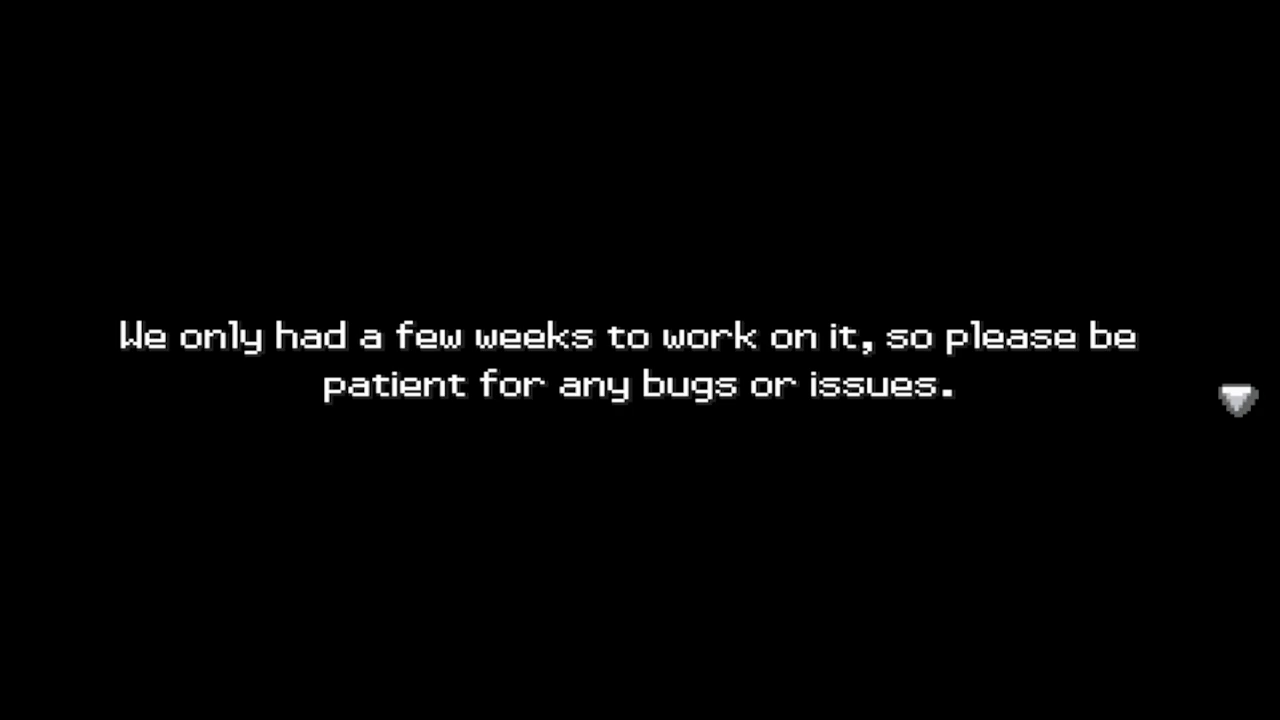 We only had a few weeks to work on it, so please be
patient for any bugs or issues.